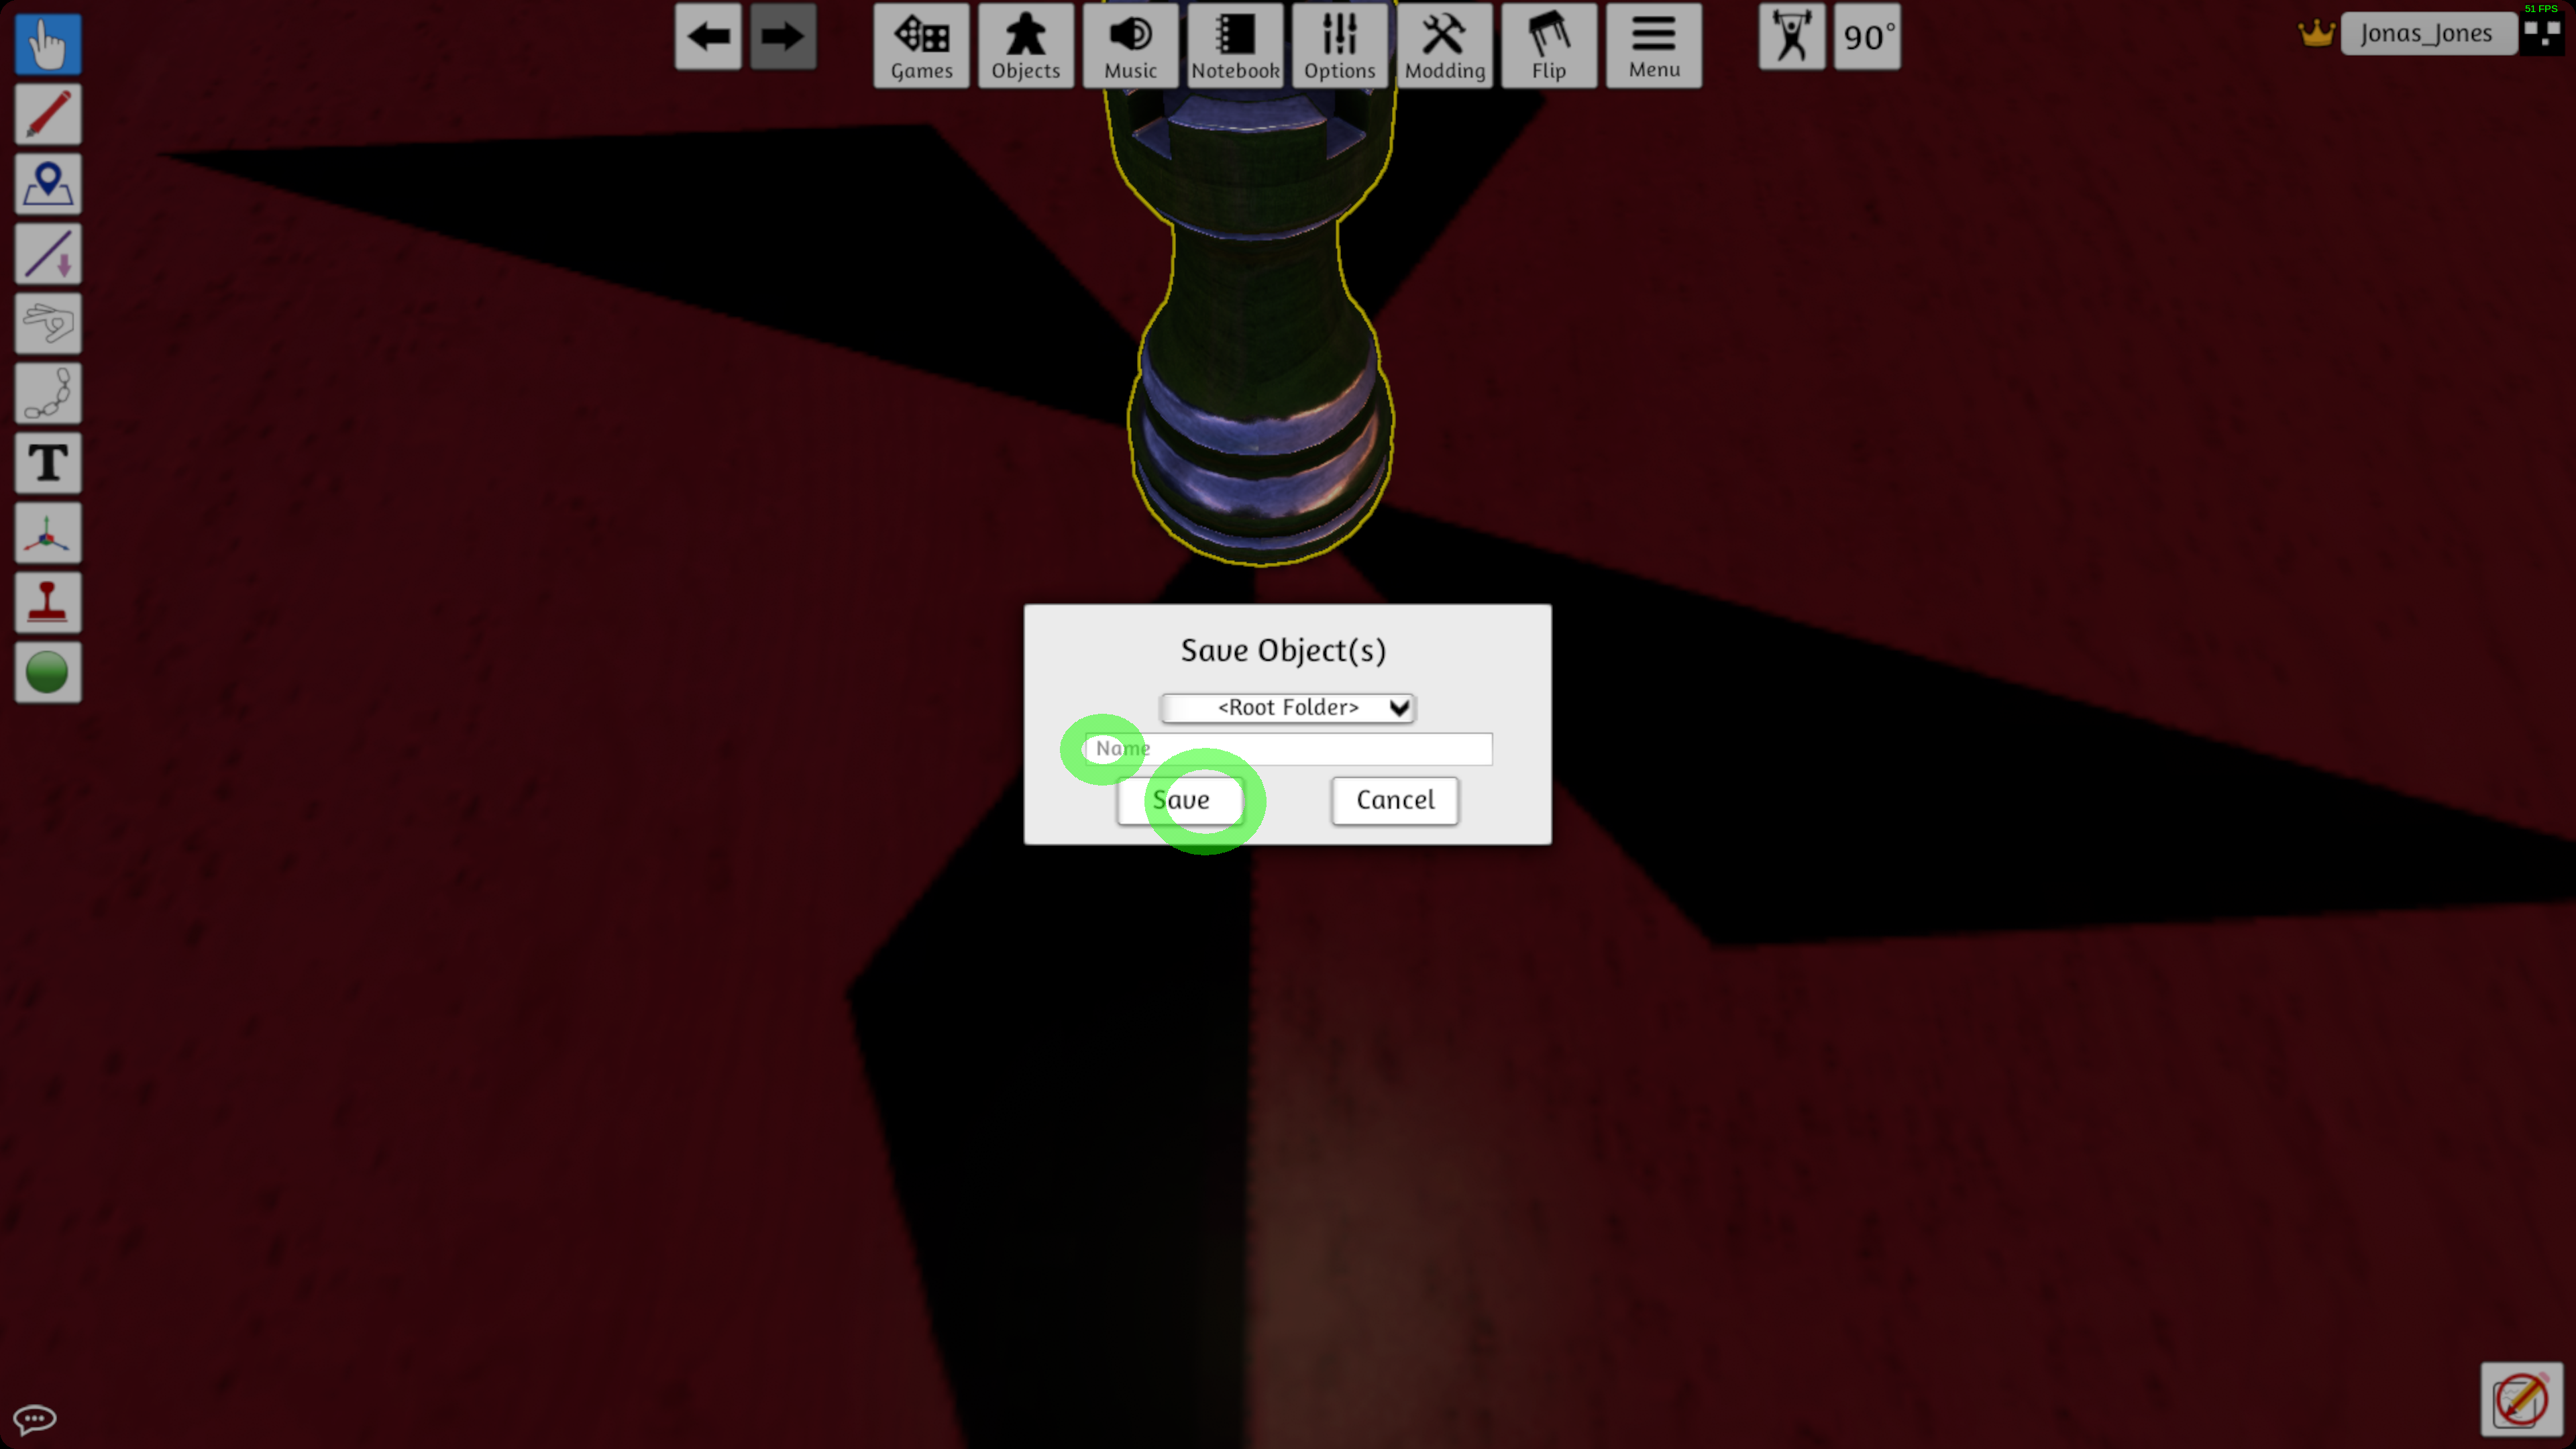 51 FPS
90°
Jonas_Jones
Games
Objects
Music
Notebook
Options
Modding
Flip
Menu
T
Save Object(s)
<Root Folder>
Name
Save
Cancel